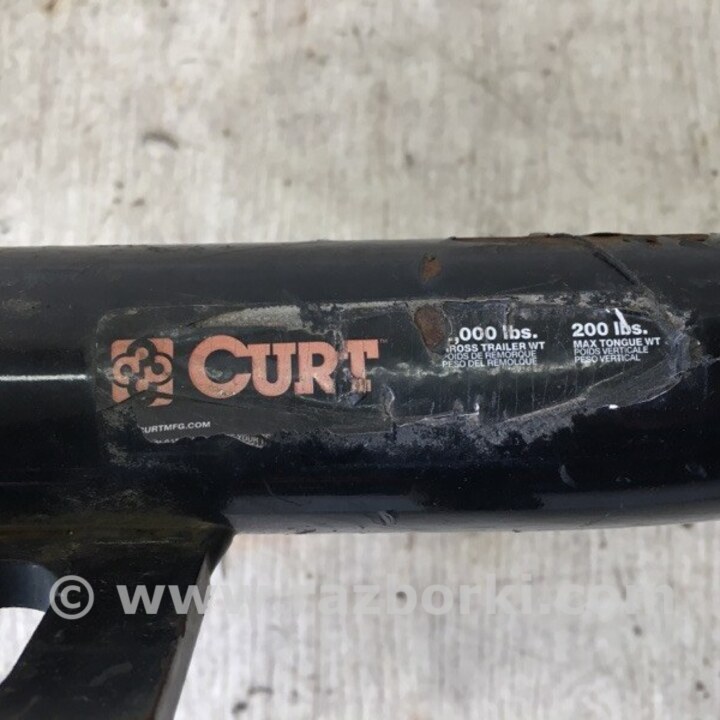 CURT
,000 lbs.
ROSS TRAILER WT
POIDS DE REMORQUE
PESO DEL REMOLQUE
200 lbs.
MAX TONGUE WT
POIDS VERTICALE
PESO VERTICAL
CURTMFG.COM
© www.razborki.com